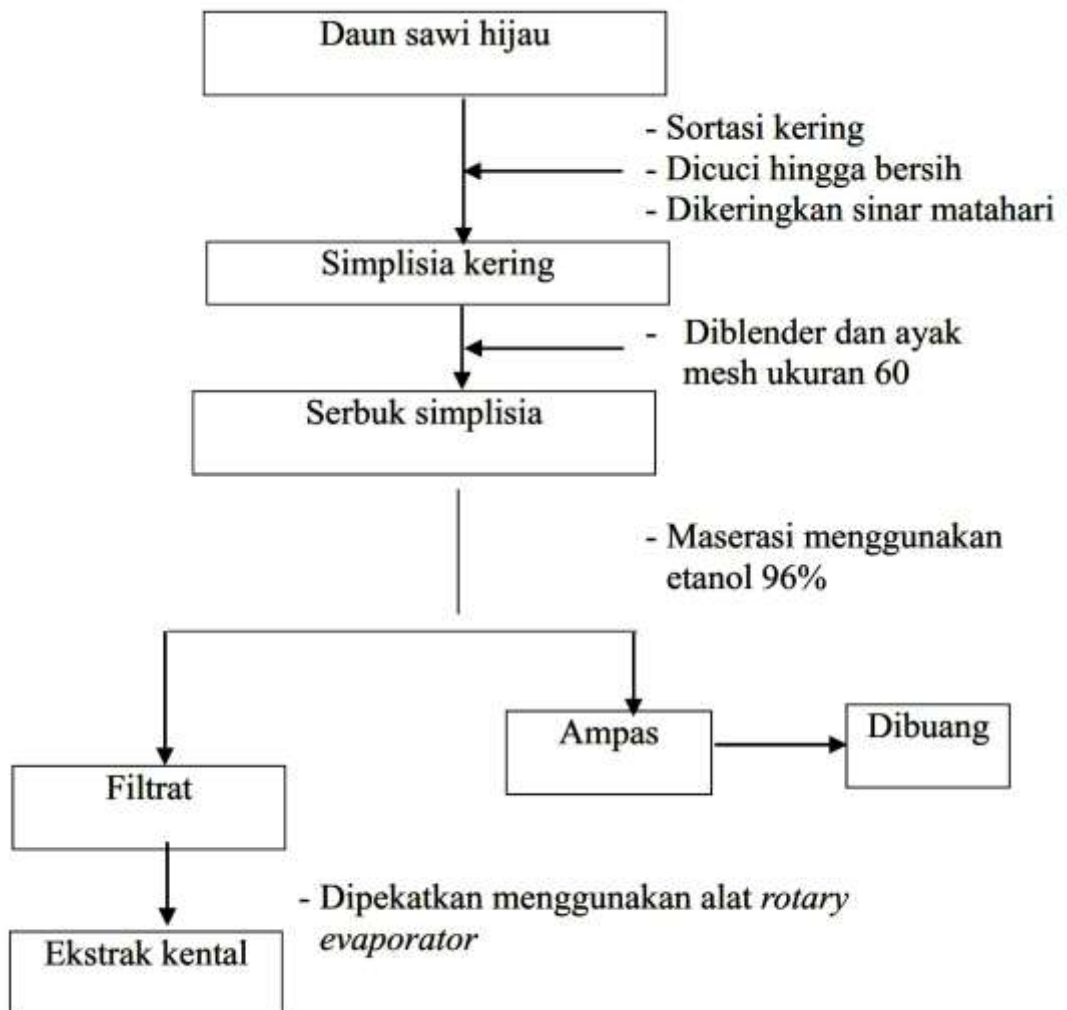 Daun sawi hijau
- Sortasi kering
- Dicuci hingga bersih
- Dikeringkan sinar matahari
Simplisia kering
- Diblender dan ayak
mesh ukuran 60
Serbuk simplisia
- Maserasi menggunakan
etanol 96%
Ampas
Dibuang
Filtrat
- Dipekatkan menggunakan alat rotary
evaporator
Ekstrak kental